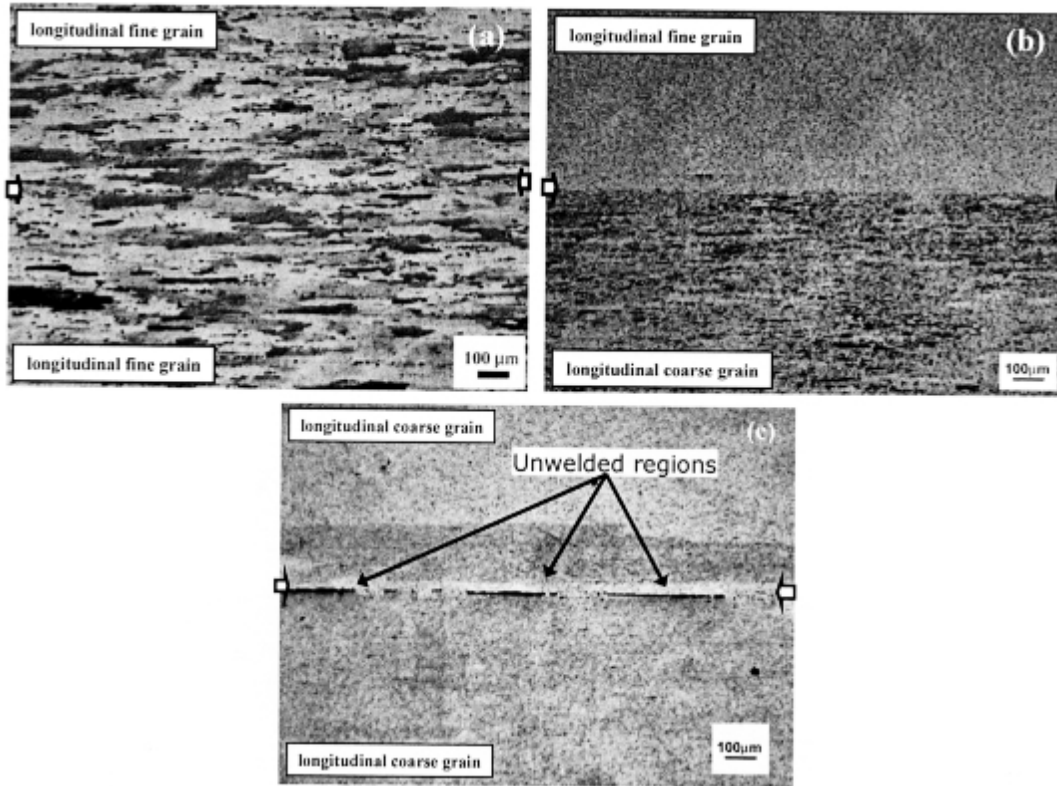 longitudinal fine grain
(a)
longitudinal fine grain
100 µm
longitudinal fine grain
(b)
longitudinal coarse grain
100µm
longitudinal coarse grain
(c)
Unwelded regions
longitudinal coarse grain
100µm